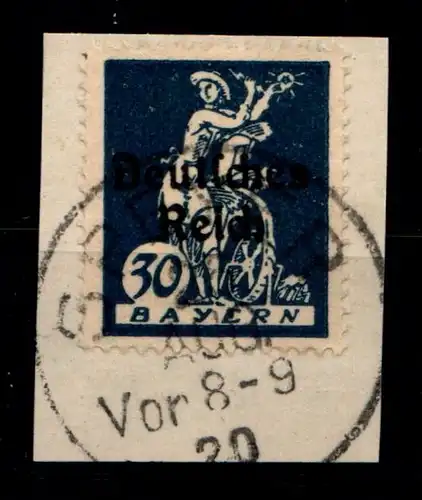 Deutsches
Reich
30
BAYERN
AUG
Vor 8-9
20